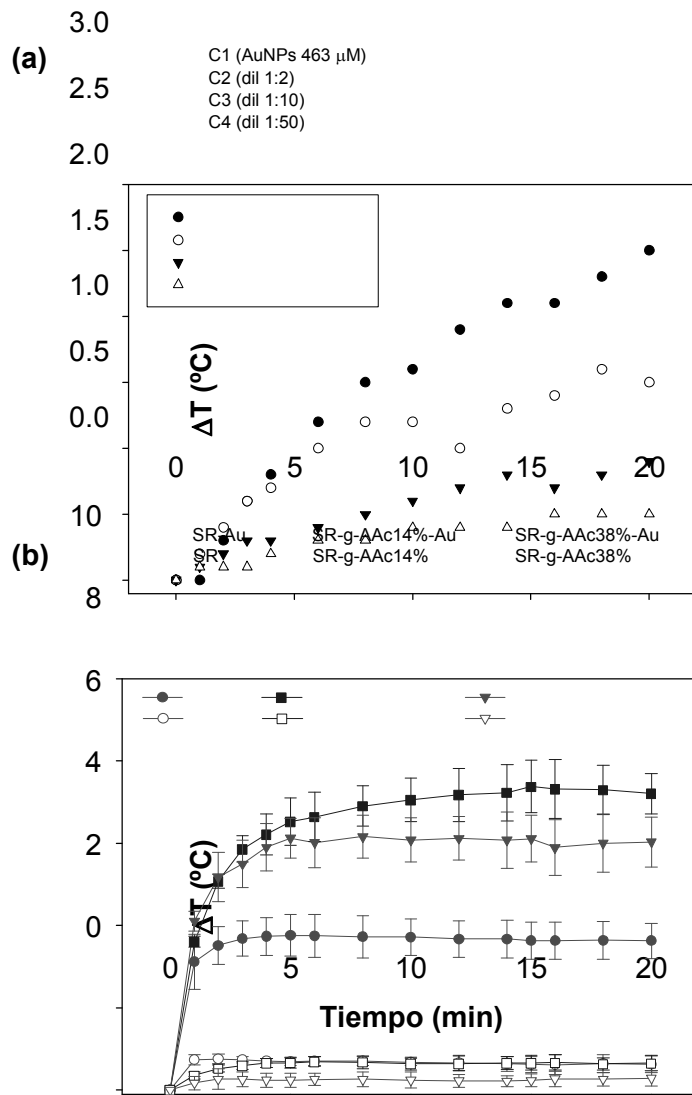 3.0
(a)
C1 (AuNPs 463 μM)
C2 (dil 1:2)
C3 (dil 1:10)
C4 (dil 1:50)
2.5
2.0
1.5
1.0
0.5
0.0
ΔT (ºC)
0 5 10 15 20
10
(b)
SR-Au SR-g-AAc14%-Au SR-g-AAc38%-Au
SR SR-g-AAc14% SR-g-AAc38%
8
6
4
2
0
ΔT (ºC)
0 5 10 15 20
Tiempo (min)